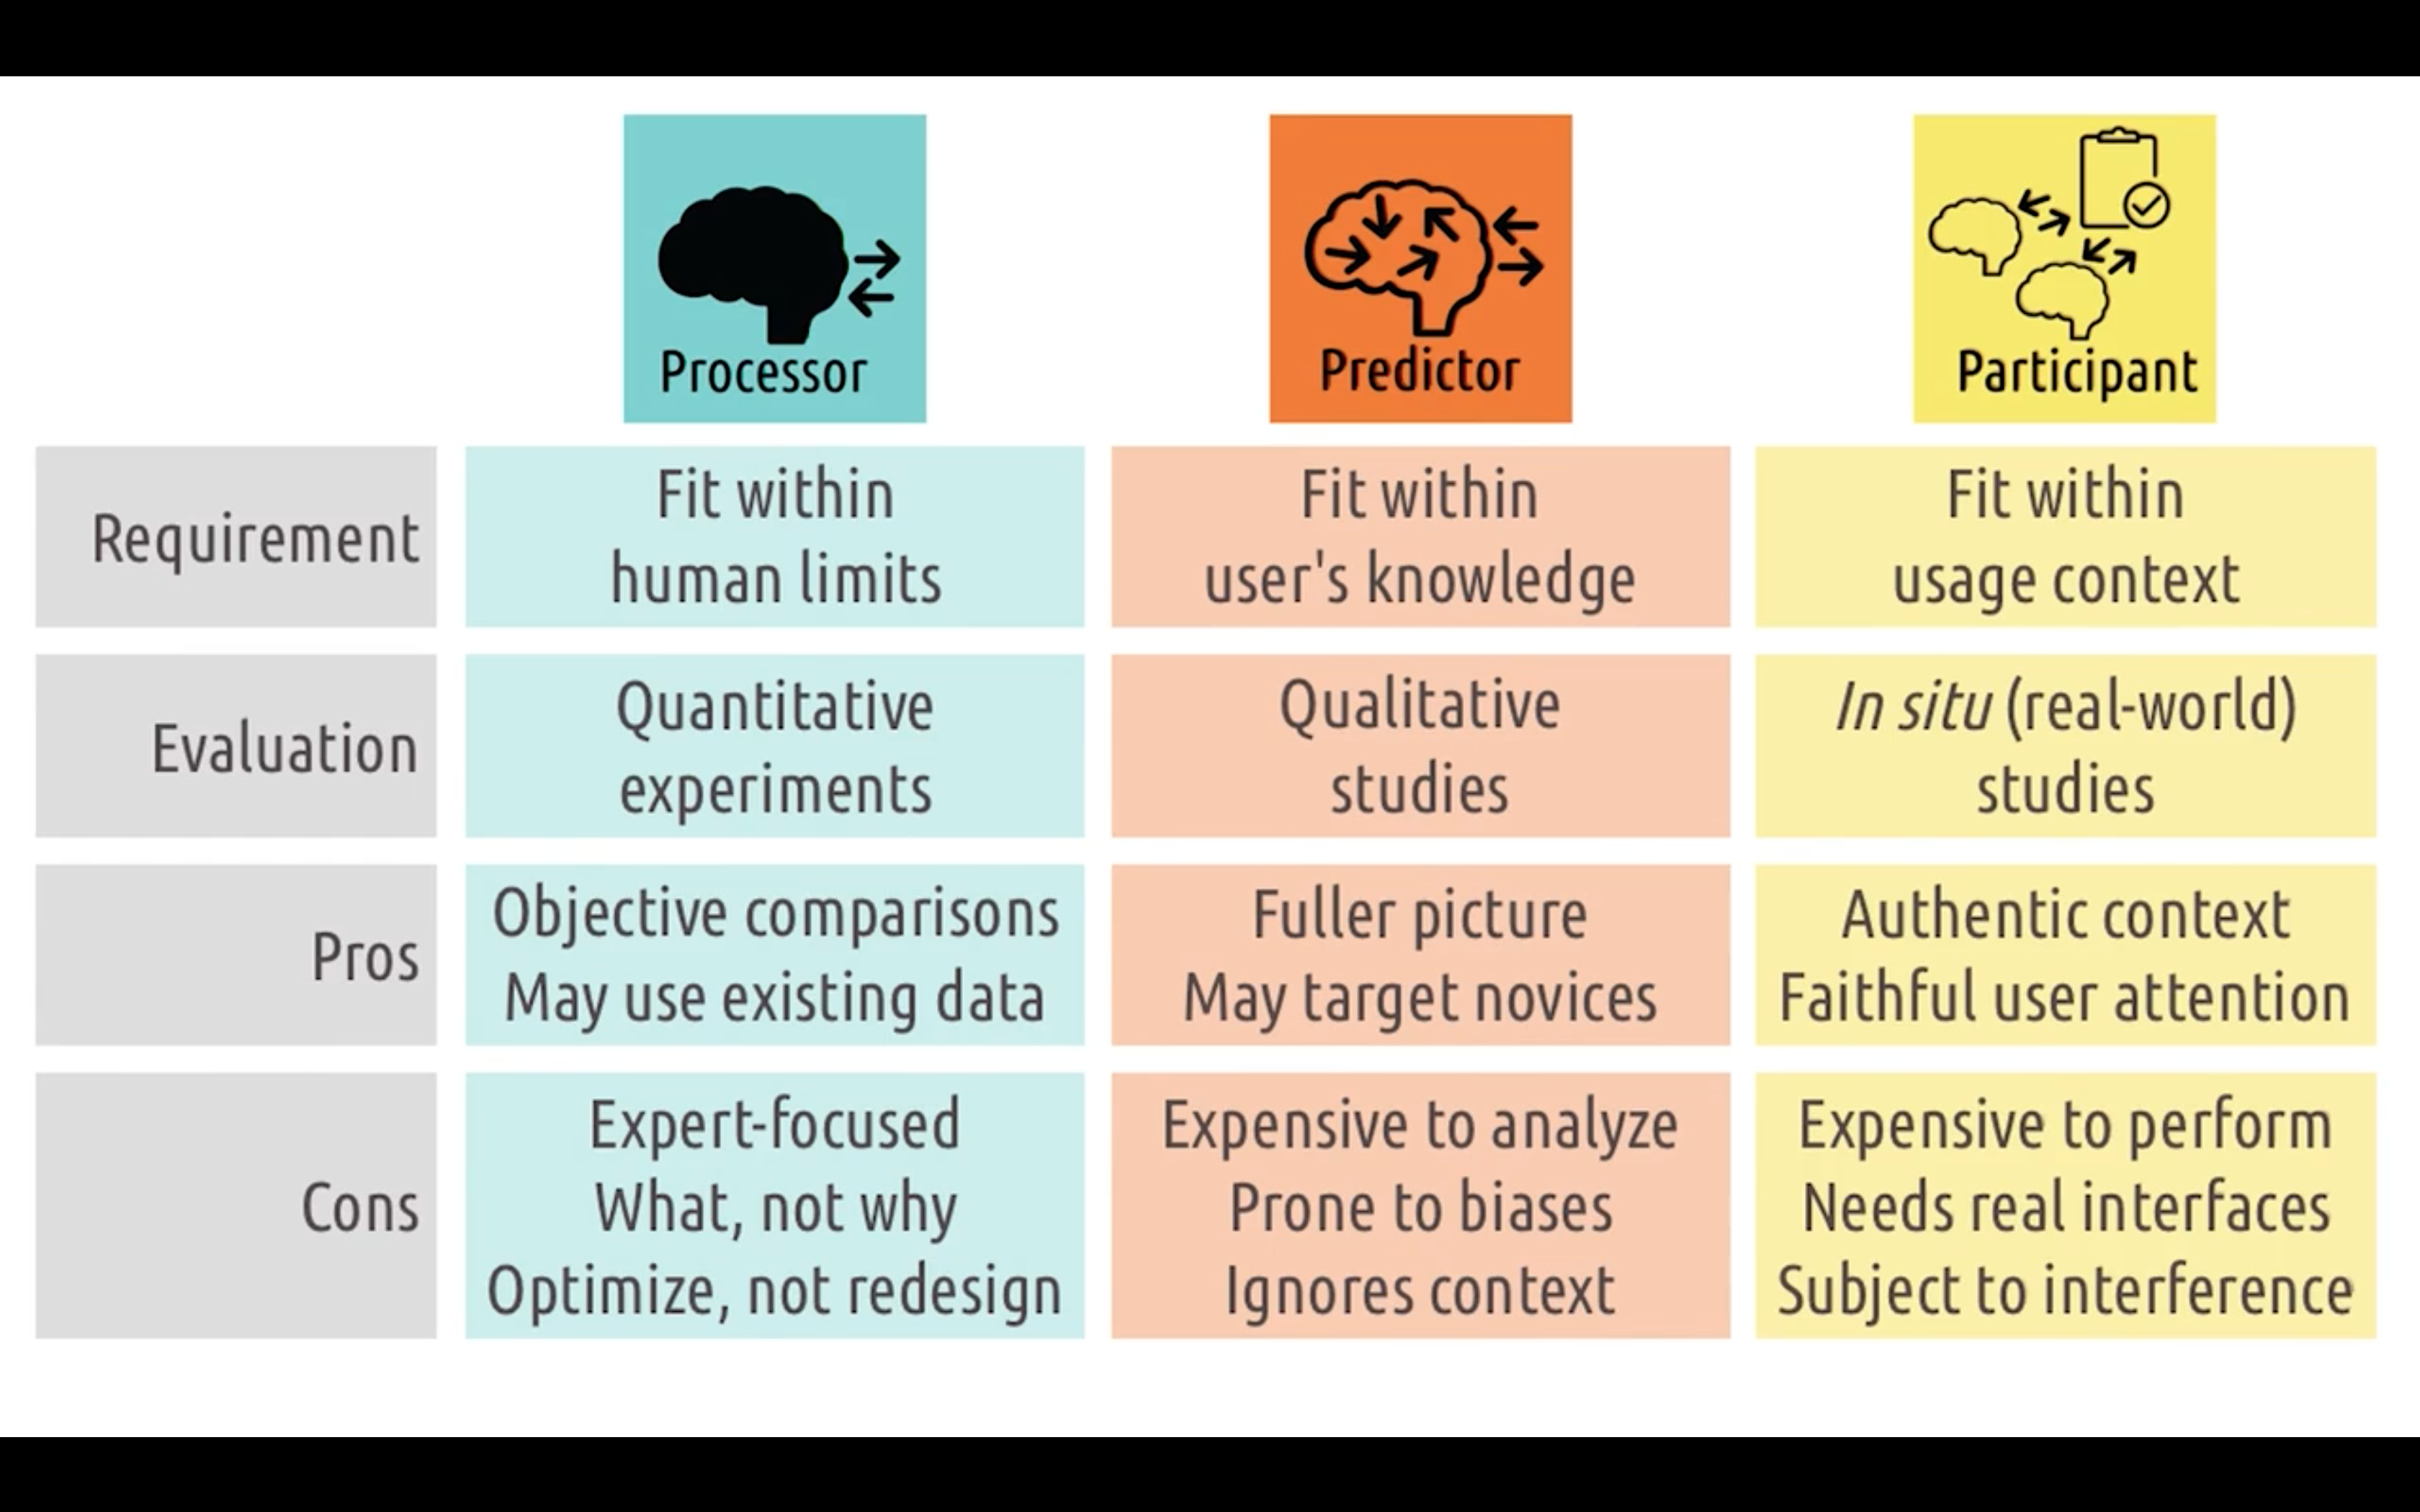 Processor
Predictor
Participant
Requirement
Fit within
human limits
Fit within
user's knowledge
Fit within
usage context
Evaluation
Quantitative
experiments
Qualitative
studies
In situ (real-world)
studies
Pros
Objective comparisons
May use existing data
Fuller picture
May target novices
Authentic context
Faithful user attention
Cons
Expert-focused
What, not why
Optimize, not redesign
Expensive to analyze
Prone to biases
Ignores context
Expensive to perform
Needs real interfaces
Subject to interference